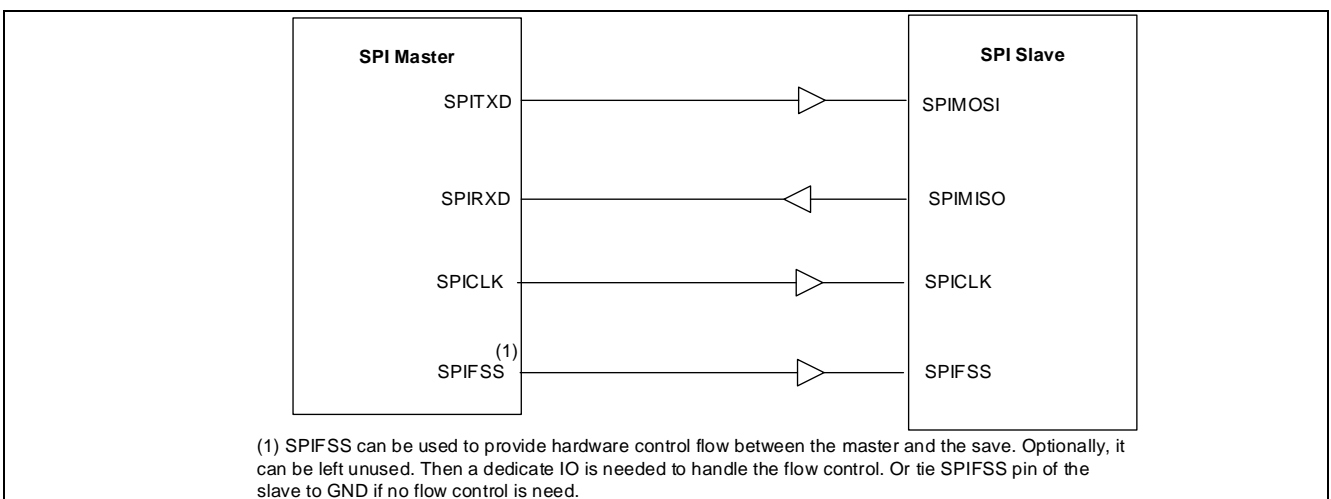 SPI Master
SPI Slave
SPITXD
SPIMOSI
SPIRXD
SPIMISO
SPICLK
SPICLK
(1)
SPIFSS
SPIFSS
(1) SPIFSS can be used to provide hardware control flow between the master and the save. Optionally, it
can be left unused. Then a dedicate IO is needed to handle the flow control. Or tie SPIFSS pin of the
slave to GND if no flow control is need.